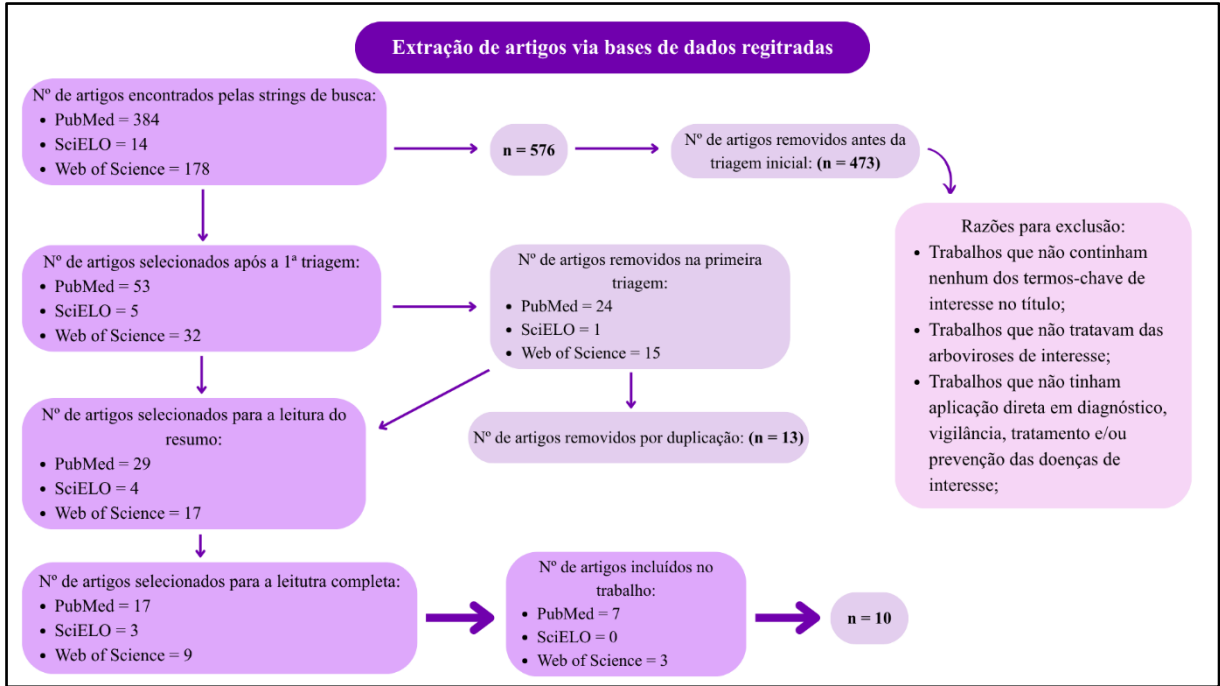 Extração de artigos via bases de dados regitradas
Nº de artigos encontrados pelas strings de busca:
• PubMed = 384
• SciELO = 14
• Web of Science = 178
n = 576
Nº de artigos removidos antes da
triagem inicial: (n = 473)
Razões para exclusão:
• Trabalhos que não continham
nenhum dos termos-chave de
interesse no título;
• Trabalhos que não tratavam das
arboviroses de interesse;
• Trabalhos que não tinham
aplicação direta em diagnóstico,
vigilância, tratamento e/ou
prevenção das doenças de
interesse;
Nº de artigos selecionados após a 1ª triagem:
• PubMed = 53
• SciELO = 5
• Web of Science = 32
Nº de artigos removidos na primeira
triagem:
• PubMed = 24
• SciELO = 1
• Web of Science = 15
Nº de artigos removidos por duplicação: (n = 13)
Nº de artigos selecionados para a leitura do
resumo:
• PubMed = 29
• SciELO = 4
• Web of Science = 17
Nº de artigos selecionados para a leitutra completa:
• PubMed = 17
• SciELO = 3
• Web of Science = 9
Nº de artigos incluídos no
trabalho:
• PubMed = 7
• SciELO = 0
• Web of Science = 3
n = 10